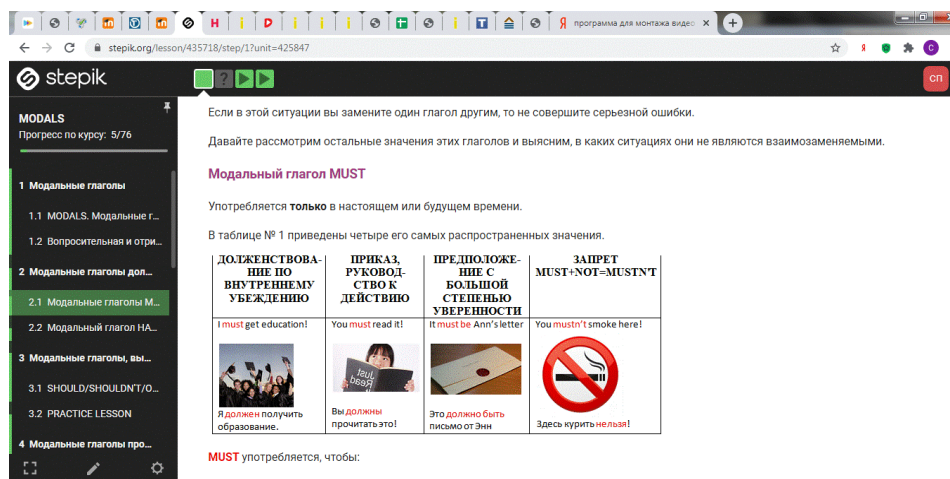 программа для монтажа видео
stepik.org/lesson/435718/step/1?unit=425847
stepik
СП
MODALS
Прогресс по курсу: 5/76
1 Модальные глаголы
1.1 MODALS. Модальные г...
1.2 Вопросительная и отри...
2 Модальные глаголы дол...
2.1 Модальные глаголы М...
2.2 Модальный глагол HA...
3 Модальные глаголы, вы...
3.1 SHOULD/SHOULDN'T/O...
3.2 PRACTICE LESSON
4 Модальные глаголы про...
Если в этой ситуации вы замените один глагол другим, то не совершите серьезной ошибки.
Давайте рассмотрим остальные значения этих глаголов и выясним, в каких ситуациях они не являются взаимозаменяемыми.
Модальный глагол MUST
Употребляется только в настоящем или будущем времени.
В таблице № 1 приведены четыре его самых распространенных значения.
ДОЛЖЕНСТВОВА-
НИЕ ПО
ВНУТРЕННЕМУ
УБЕЖДЕНИЮ
ПРИКАЗ,
РУКОВОД-
СТВО К
ДЕЙСТВИЮ
ПРЕДПОЛОЖЕ-
НИЕ С
БОЛЬШОЙ
СТЕПЕНЬЮ
УВЕРЕННОСТИ
ЗАПРЕТ
MUST+NOT=MUSTN'T
I must get education!
You must read it!
It must be Ann's letter
You mustn't smoke here!
Just
Read
Я должен получить
образование.
Вы должны
прочитать это!
Это должно быть
письмо от Энн
Здесь курить нельзя!
MUST употребляется, чтобы: